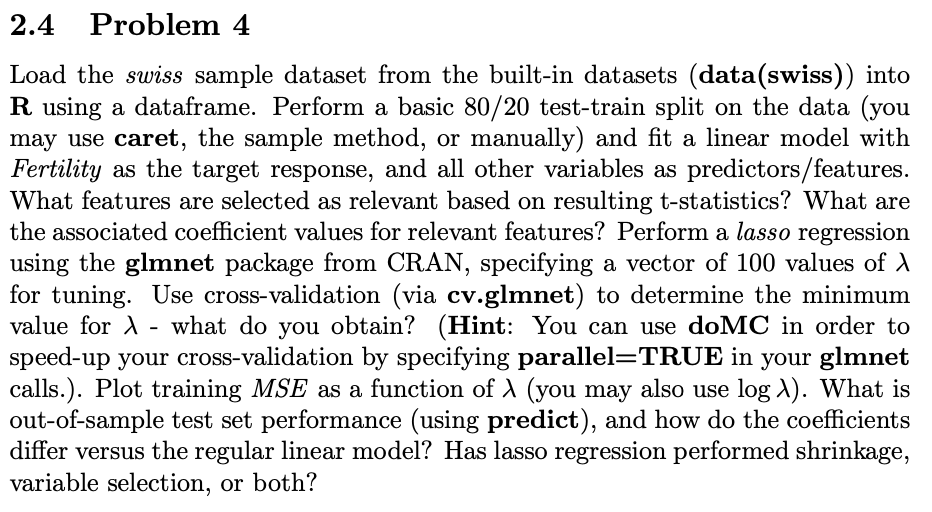 2.4 Problem 4
Load the swiss sample dataset from the built-in datasets (data(swiss)) into
R using a dataframe. Perform a basic 80/20 test-train split on the data (you
may use caret, the sample method, or manually) and fit a linear model with
Fertility as the target response, and all other variables as predictors/features.
What features are selected as relevant based on resulting t-statistics? What are
the associated coefficient values for relevant features? Perform a lasso regression
using the glmnet package from CRAN, specifying a vector of 100 values of λ
for tuning. Use cross-validation (via cv.glmnet) to determine the minimum
value for λ - what do you obtain? (Hint: You can use doMC in order to
speed-up your cross-validation by specifying parallel=TRUE in your glmnet
calls.). Plot training MSE as a function of λ (you may also use log λ). What is
out-of-sample test set performance (using predict), and how do the coefficients
differ versus the regular linear model? Has lasso regression performed shrinkage,
variable selection, or both?